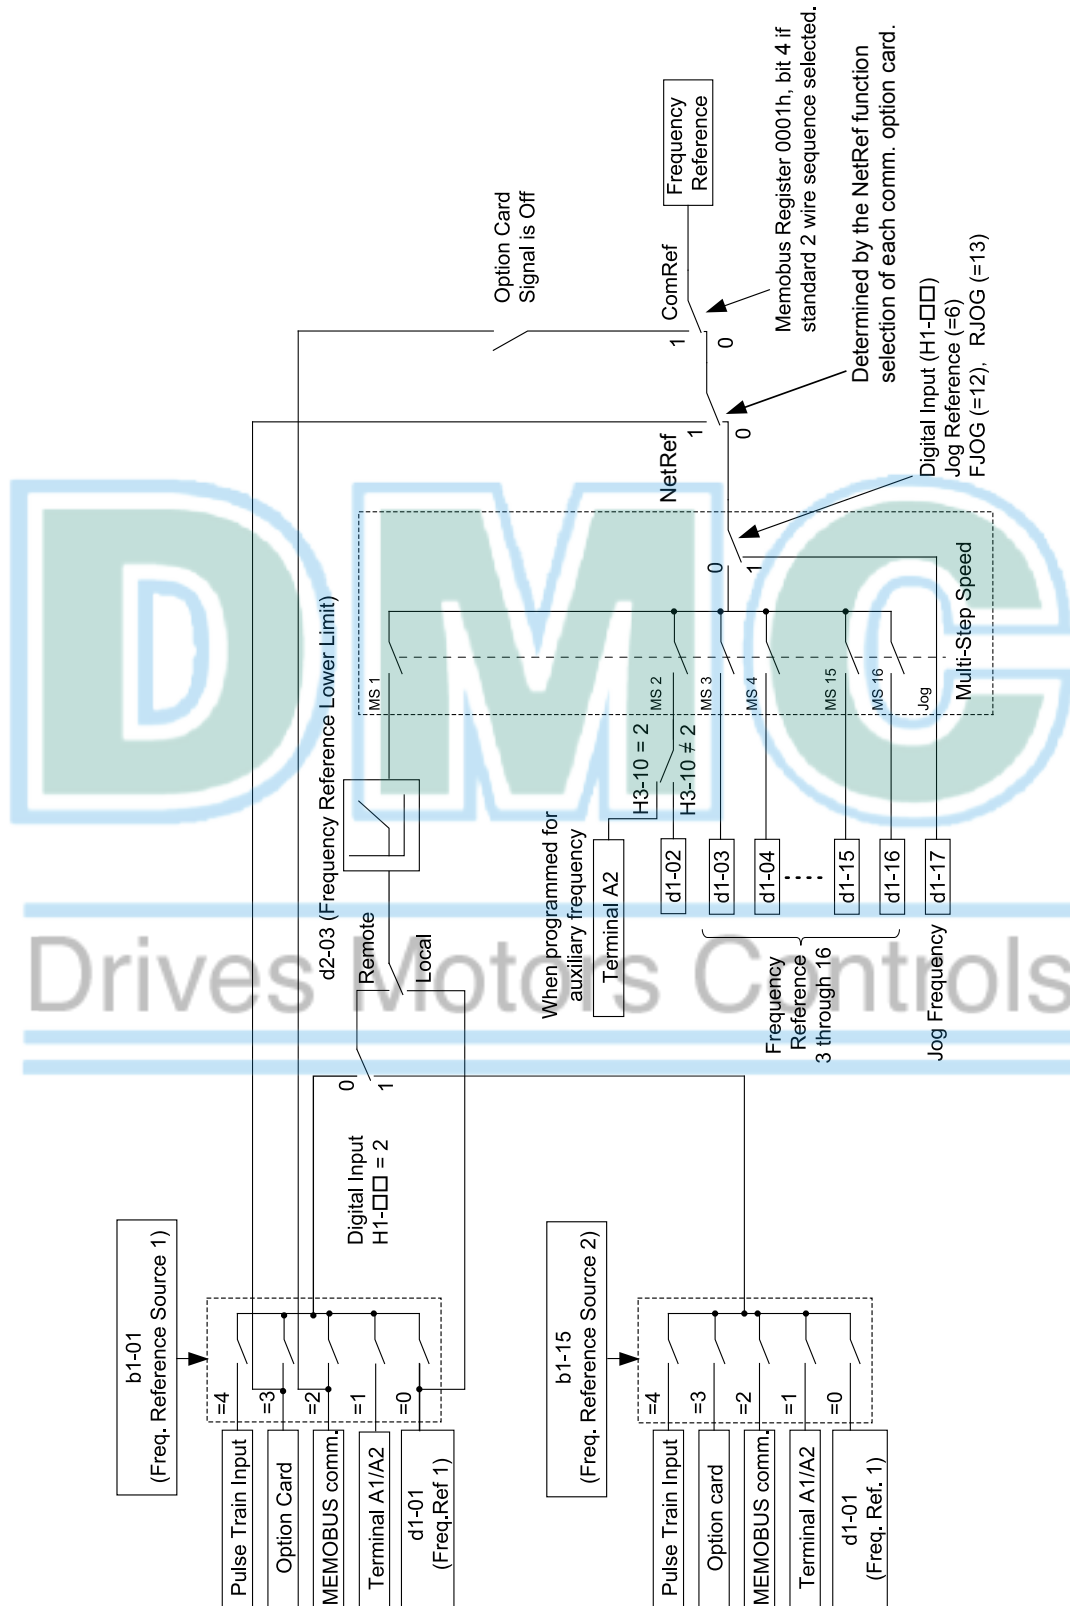 b1-01
(Freq. Reference Source 1)
Pulse Train Input
=4
Option Card
=3
MEMOBUS comm.
=2
Terminal A1/A2
=1
d1-01
(Freq.Ref 1)
=0
b1-15
(Freq. Reference Source 2)
Pulse Train Input
=4
Option card
=3
MEMOBUS comm.
=2
Terminal A1/A2
=1
d1-01
(Freq. Ref. 1)
=0
Digital Input
H1-□□ = 2
0
1
Remote
Local
d2-03 (Frequency Reference Lower Limit)
When programmed for
auxiliary frequency
Terminal A2
H3-10 = 2
H3-10 ≠ 2
d1-02
d1-03
d1-04
d1-15
d1-16
d1-17
Frequency
Reference
3 through 16
Jog Frequency
MS 1
MS 2
MS 3
MS 4
MS 15
MS 16
Jog
Multi-Step Speed
0
1
Digital Input (H1-□□)
Jog Reference (=6)
FJOG (=12), RJOG (=13)
NetRef
1
0
Determined by the NetRef function
selection of each comm. option card.
Option Card
Signal is Off
ComRef
1
0
Memobus Register 0001h, bit 4 if
standard 2 wire sequence selected.
Frequency
Reference
DMC
Drives Motors Controls